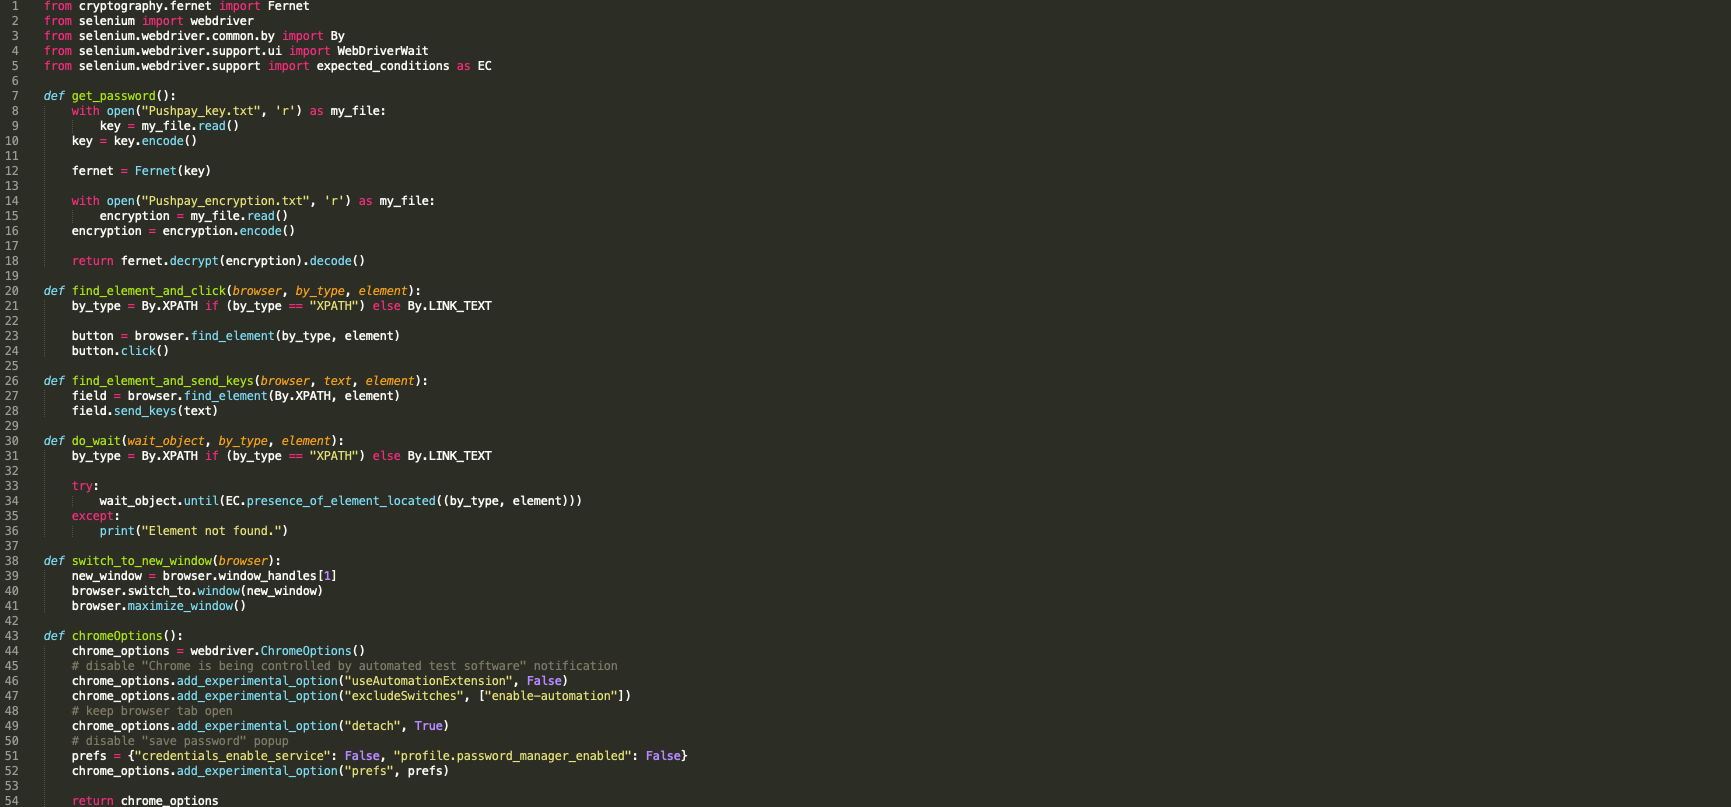 1 from cryptography.fernet import Fernet
2 from selenium import webdriver
3 from selenium.webdriver.common.by import By
4 from selenium.webdriver.support.ui import WebDriverWait
5 from selenium.webdriver.support import expected_conditions as EC
6
7 def get_password():
8     with open("Pushpay_key.txt", 'r') as my_file:
9         key = my_file.read()
10     key = key.encode()
11
12     fernet = Fernet(key)
13
14     with open("Pushpay_encryption.txt", 'r') as my_file:
15         encryption = my_file.read()
16     encryption = encryption.encode()
17
18     return fernet.decrypt(encryption).decode()
19
20 def find_element_and_click(browser, by_type, element):
21     by_type = By.XPATH if (by_type == "XPATH") else By.LINK_TEXT
22
23     button = browser.find_element(by_type, element)
24     button.click()
25
26 def find_element_and_send_keys(browser, text, element):
27     field = browser.find_element(By.XPATH, element)
28     field.send_keys(text)
29
30 def do_wait(wait_object, by_type, element):
31     by_type = By.XPATH if (by_type == "XPATH") else By.LINK_TEXT
32
33     try:
34         wait_object.until(EC.presence_of_element_located((by_type, element)))
35     except:
36         print("Element not found.")
37
38 def switch_to_new_window(browser):
39     new_window = browser.window_handles[1]
40     browser.switch_to.window(new_window)
41     browser.maximize_window()
42
43 def chromeOptions():
44     chrome_options = webdriver.ChromeOptions()
45     # disable "Chrome is being controlled by automated test software" notification
46     chrome_options.add_experimental_option("useAutomationExtension", False)
47     chrome_options.add_experimental_option("excludeSwitches", ["enable-automation"])
48     # keep browser tab open
49     chrome_options.add_experimental_option("detach", True)
50     # disable "save password" popup
51     prefs = {"credentials_enable_service": False, "profile.password_manager_enabled": False}
52     chrome_options.add_experimental_option("prefs", prefs)
53
54     return chrome_options